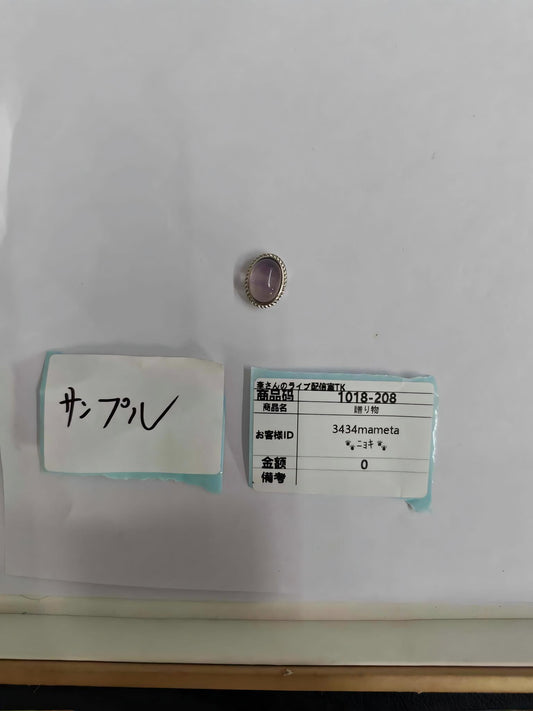 サンプル
李さんのライブ配信室TK
商品码 1018-208
商品名 贈り物
お客様ID 3434mameta
🐾ニョキ🐾
金额 0
備考